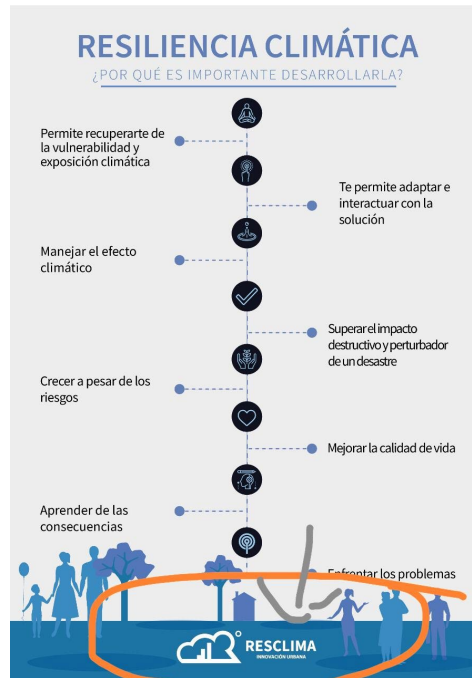 RESILIENCIA CLIMÁTICA
¿POR QUÉ ES IMPORTANTE DESARROLLARLA?
Permite recuperarte de
la vulnerabilidad y
exposición climática
Te permite adaptar e
interactuar con la
solución
Manejar el efecto
climático
Superar el impacto
destructivo y perturbador
de un desastre
Crecer a pesar de los
riesgos
Mejorar la calidad de vida
Aprender de las
consecuencias
Enfrentar los problemas
RESCLIMA
INNOVACIÓN URBANA